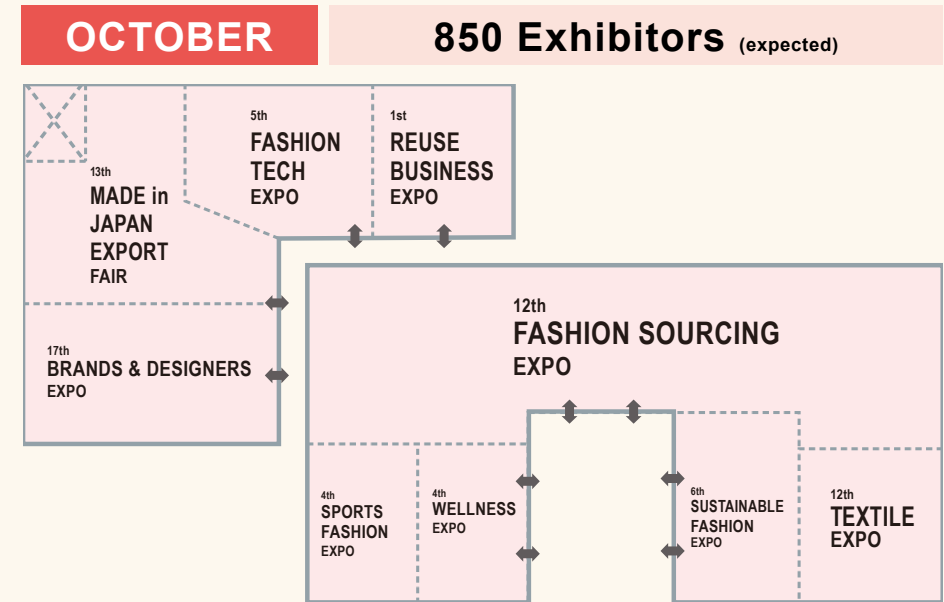 OCTOBER
850 Exhibitors (expected)
5th
FASHION
TECH
EXPO
1st
REUSE
BUSINESS
EXPO
13th
MADE in
JAPAN
EXPORT
FAIR
17th
BRANDS & DESIGNERS
EXPO
12th
FASHION SOURCING
EXPO
4th
SPORTS
FASHION
EXPO
4th
WELLNESS
EXPO
6th
SUSTAINABLE
FASHION
EXPO
12th
TEXTILE
EXPO